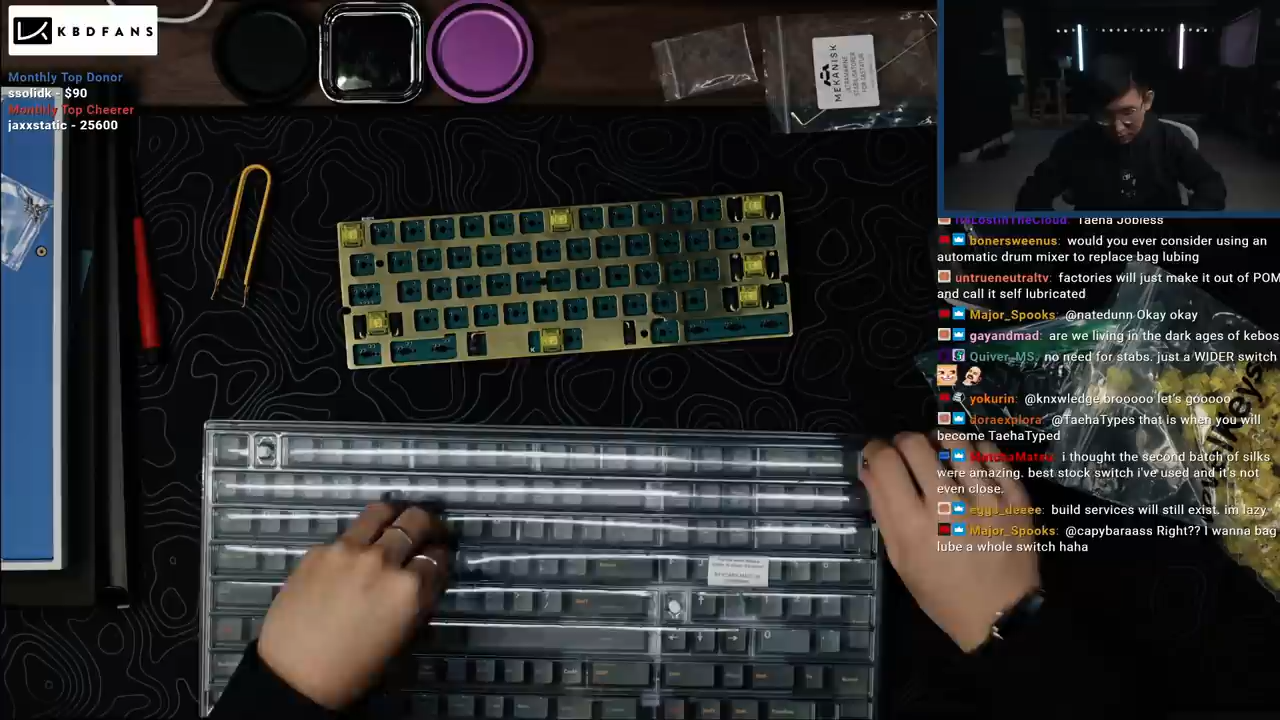 KBDFANS
Monthly Top Donor
ssolidk - $90
Monthly Top Cheerer
jaxxstatic - 25600
MEKANISK
ULTRAMARINE
STABILISATORER
FOR TASTATUR
Taeha Jobless
bonersweenus: would you ever consider using an
automatic drum mixer to replace bag lubing
untrueneutraltv: factories will just make it out of POM
and call it self lubricated
Major_Spooks: @natedunn Okay okay
gayandmad: are we living in the dark ages of kebos
Quiver_MS: no need for stabs. just a WIDER switch
yokurin: @knxwledge brooooo let's gooooo
doraexplora: @TaehaTypes that is when you will
become TaehaTyped
MatchaMatrix: i thought the second batch of silks
were amazing. best stock switch i've used and it's not
even close.
eggs_deeee: build services will still exist. im lazy.
Major_Spooks: @capybaraass Right?? I wanna bag
lube a whole switch haha